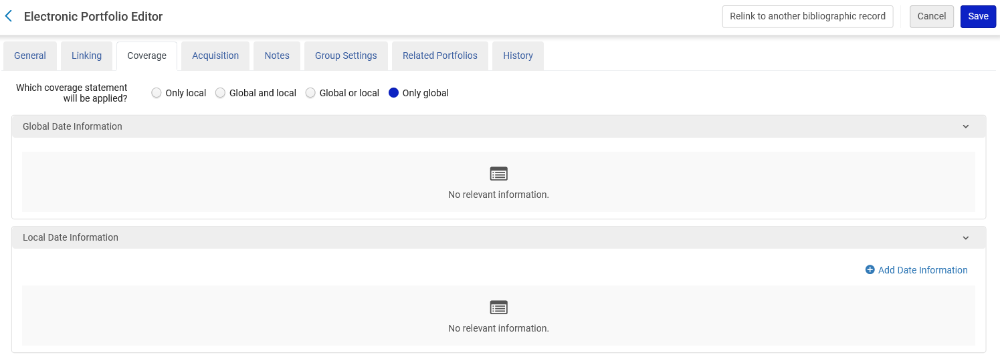 Electronic Portfolio Editor
Relink to another bibliographic record
Cancel
Save
General
Linking
Coverage
Acquisition
Notes
Group Settings
Related Portfolios
History
Which coverage statement
will be applied?
Only local
Global and local
Global or local
Only global
Global Date Information
No relevant information.
Local Date Information
Add Date Information
No relevant information.